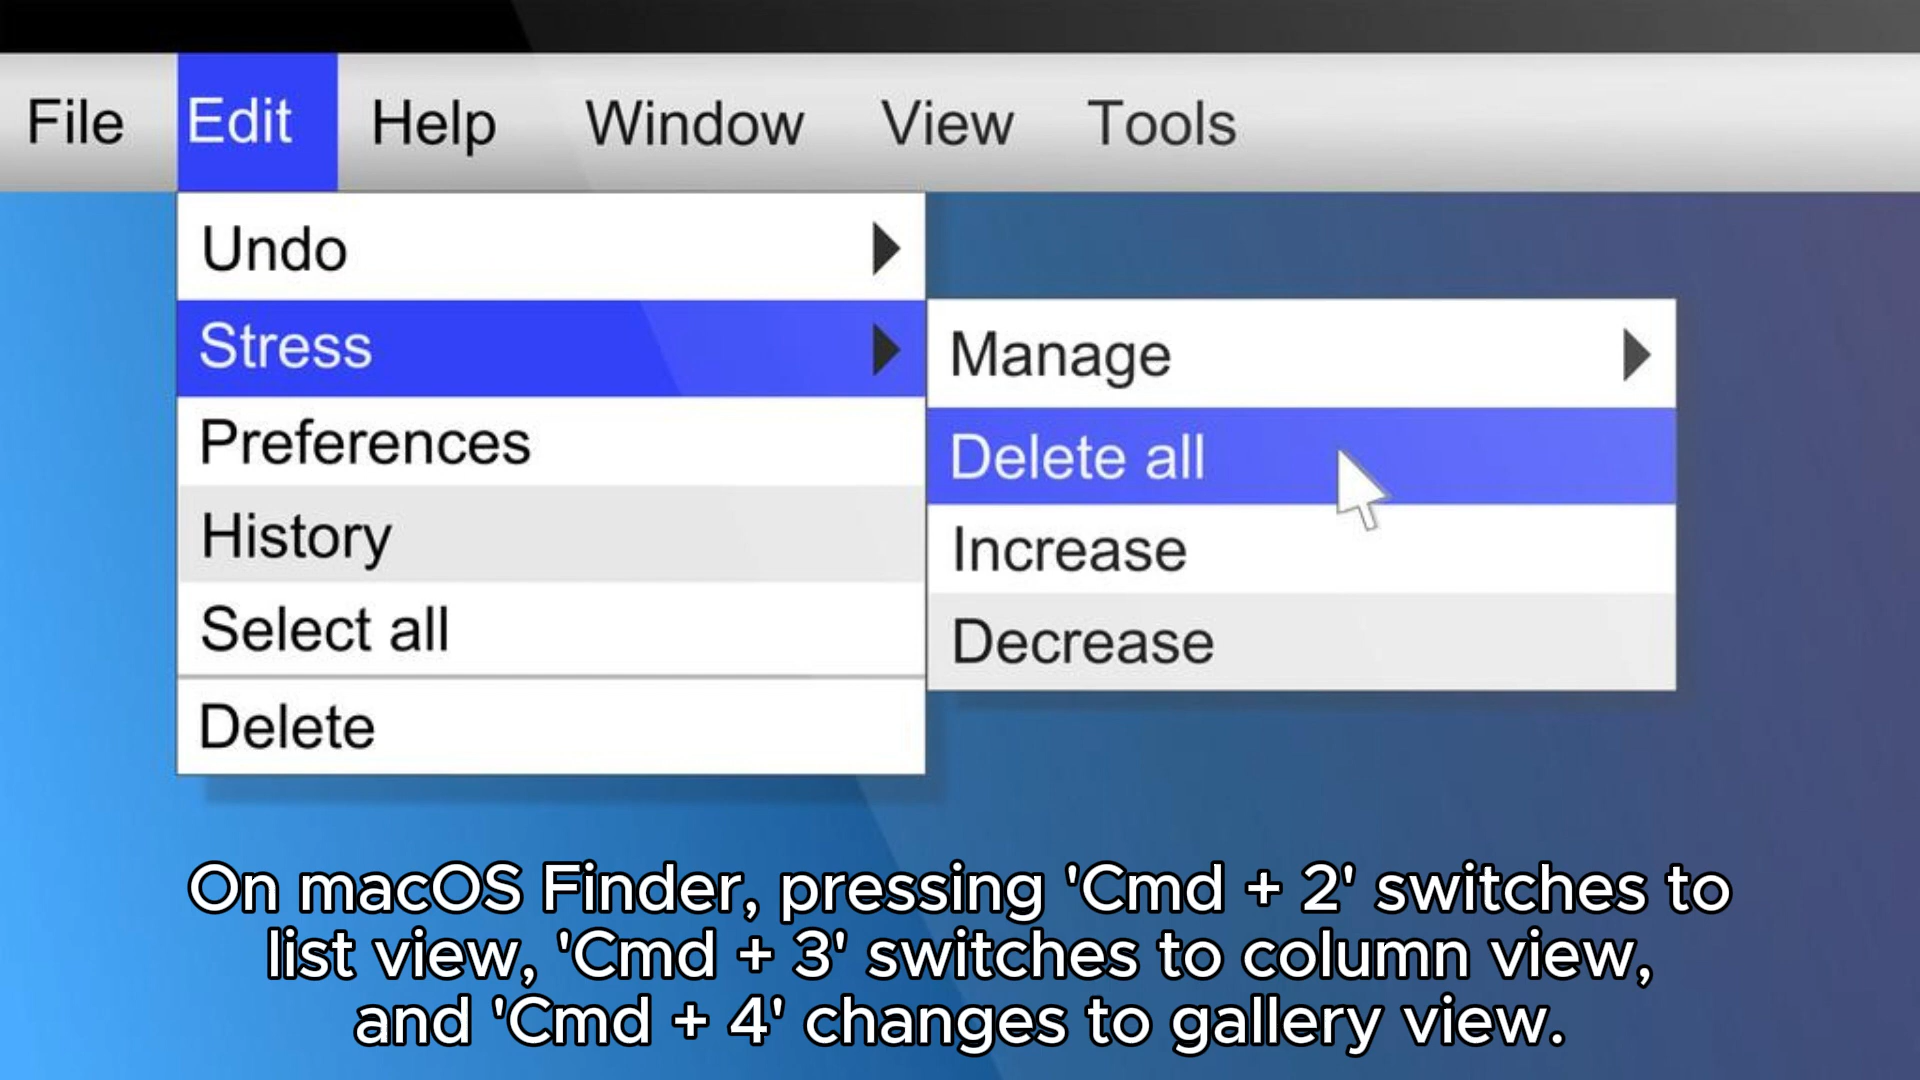 File Edit Help Window View Tools
Undo
Stress
Preferences
History
Select all
Delete
Manage
Delete all
Increase
Decrease
On macOS Finder, pressing 'Cmd + 2' switches to
list view, 'Cmd + 3' switches to column view,
and 'Cmd + 4' changes to gallery view.